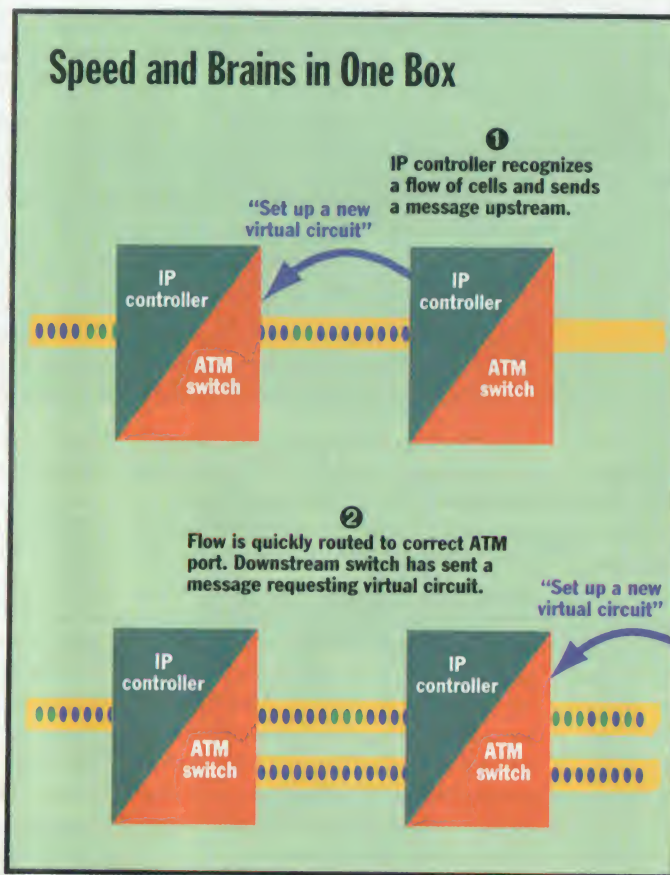 Speed and Brains in One Box
❶
IP controller recognizes
a flow of cells and sends
a message upstream.
“Set up a new
virtual circuit”
IP
controller
ATM
switch
IP
controller
ATM
switch
❷
Flow is quickly routed to correct ATM
port. Downstream switch has sent a
message requesting virtual circuit.
“Set up a new
virtual circuit”
IP
controller
ATM
switch
IP
controller
ATM
switch